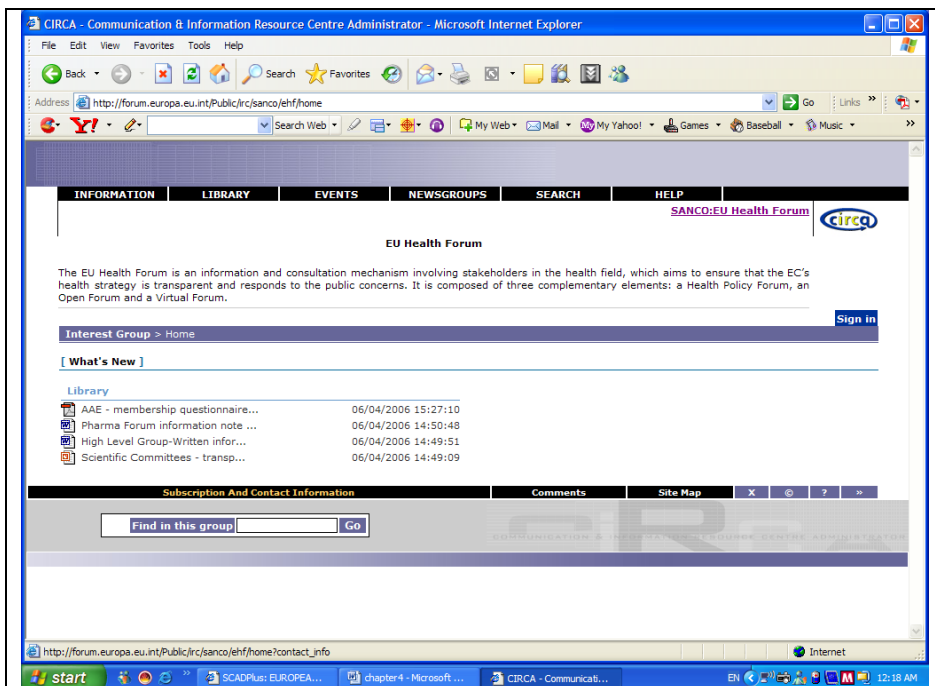 CIRCA - Communication & Information Resource Centre Administrator - Microsoft Internet Explorer
File Edit View Favorites Tools Help
Back Search Favorites
Address http://forum.europa.eu.int/Public/irc/sanco/ehf/home Go Links »
Y! Search Web My Web Mail My Yahoo! Games Baseball Music »
INFORMATION LIBRARY EVENTS NEWSGROUPS SEARCH HELP
SANCO:EU Health Forum
circa
EU Health Forum
The EU Health Forum is an information and consultation mechanism involving stakeholders in the health field, which aims to ensure that the EC's
health strategy is transparent and responds to the public concerns. It is composed of three complementary elements: a Health Policy Forum, an
Open Forum and a Virtual Forum.
Sign in
Interest Group > Home
[ What's New ]
Library
AAE - membership questionnaire... 06/04/2006 15:27:10
Pharma Forum information note ... 06/04/2006 14:50:48
High Level Group-Written infor... 06/04/2006 14:49:51
Scientific Committees - transp... 06/04/2006 14:49:09
Subscription And Contact Information Comments Site Map X © ? »
Find in this group Go
CIRCA
COMMUNICATION & INFORMATION RESOURCE CENTRE ADMINISTRATOR
http://forum.europa.eu.int/Public/irc/sanco/ehf/home?contact_info Internet
start » SCADPlus: EUROPEA... chapter4 - Microsoft ... CIRCA - Communicati... EN 12:18 AM